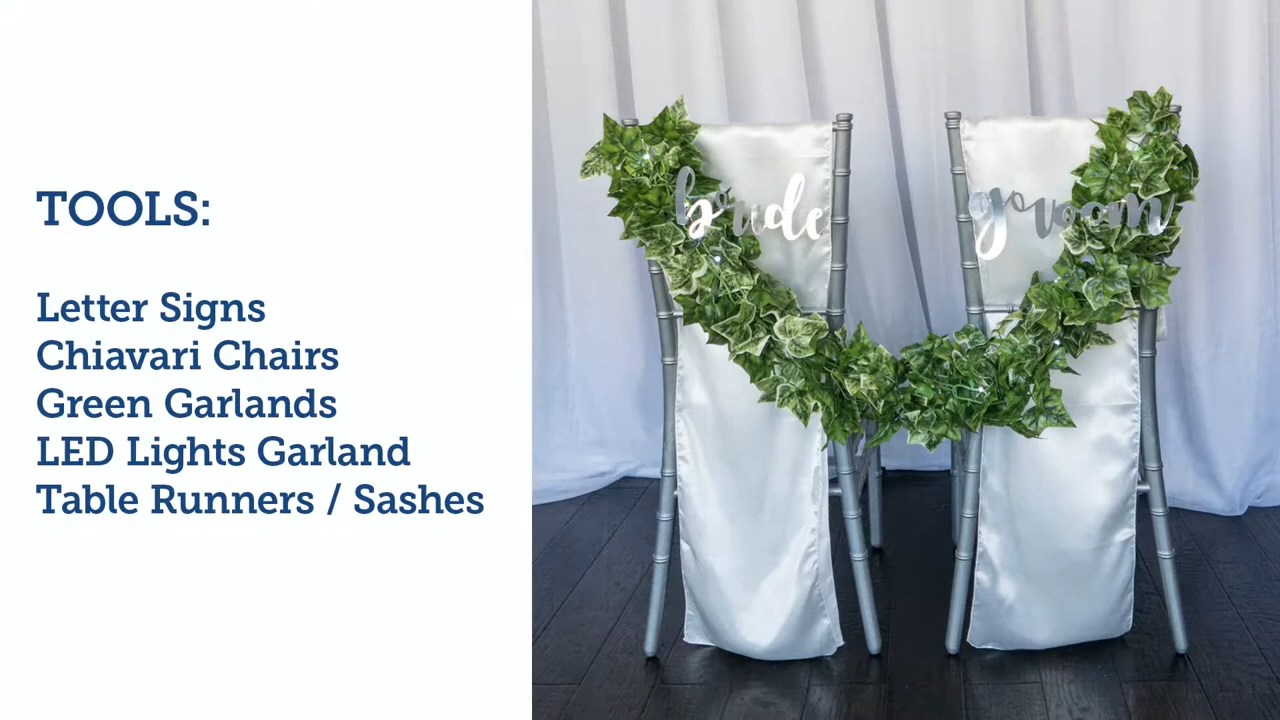 TOOLS:
Letter Signs
Chiavari Chairs
Green Garlands
LED Lights Garland
Table Runners / Sashes
bride
groom